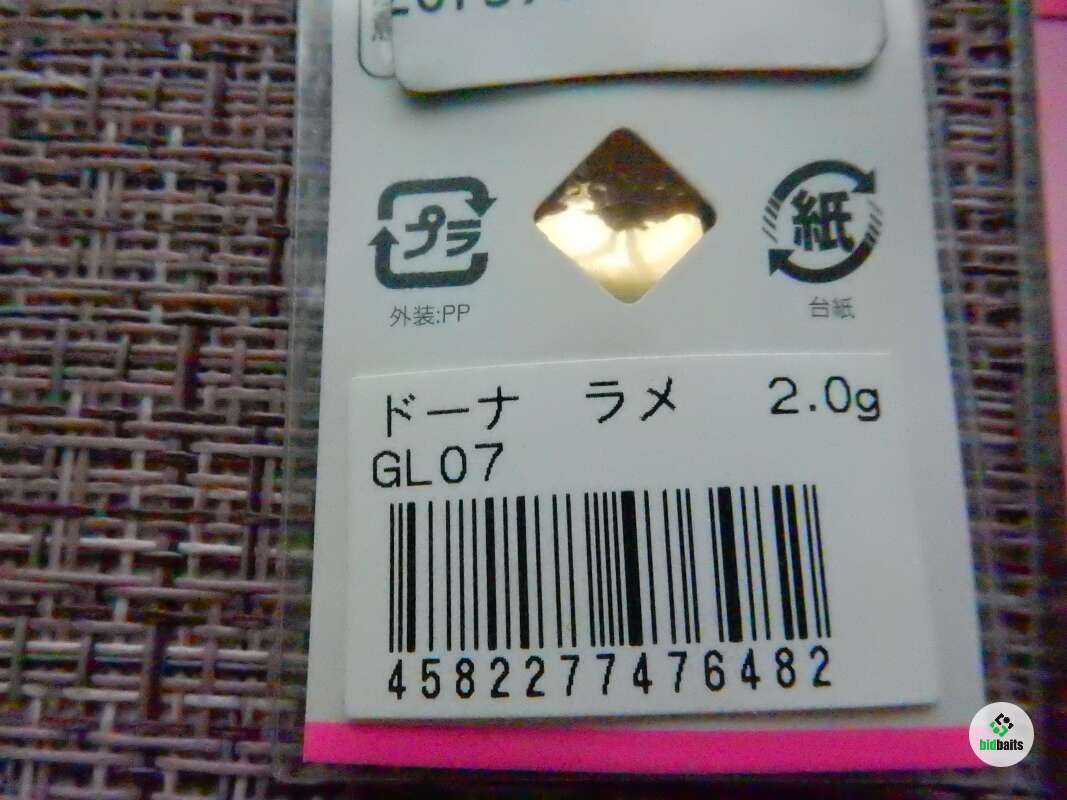 プラ
紙
外装:PP
台紙
ドーナ ラメ 2.0g
GL07
4582277476482
bidbaits